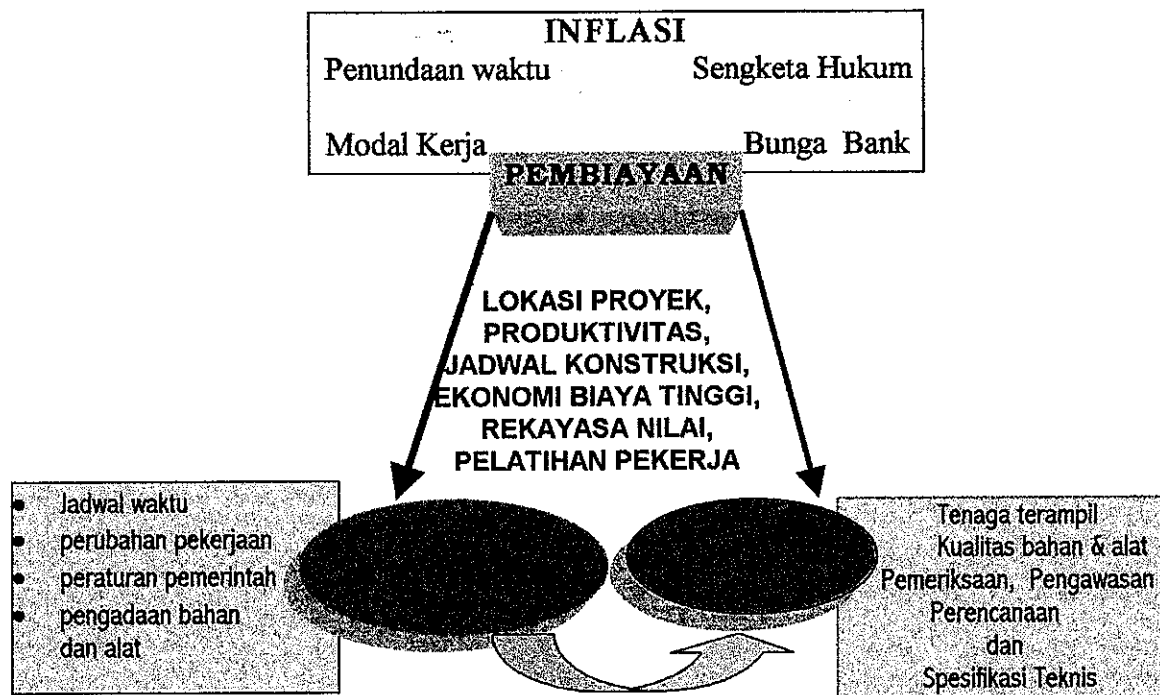 INFLASI
Penundaan waktu Sengketa Hukum
Modal Kerja Bunga Bank
PEMBIAYAAN
LOKASI PROYEK,
PRODUKTIVITAS,
JADWAL KONSTRUKSI,
EKONOMI BIAYA TINGGI,
REKAYASA NILAI,
PELATIHAN PEKERJA
• Jadwal waktu
• perubahan pekerjaan
• peraturan pemerintah
• pengadaan bahan
dan alat
Tenaga terampil
Kualitas bahan & alat
Pemeriksaan, Pengawasan
Perencanaan
dan
Spesifikasi Teknis